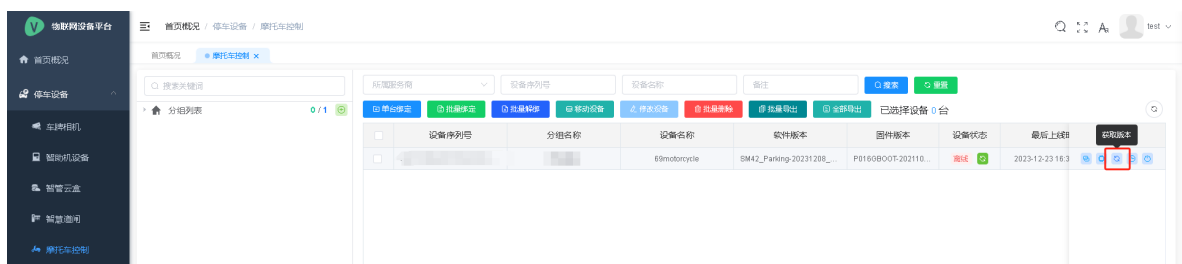 物联网设备平台
首页概况 / 停车设备 / 摩托车控制
test
首页概况
停车设备
车牌相机
智助机设备
智管云盒
智慧道闸
摩托车控制
首页概况 摩托车控制 ×
搜索关键词
分组列表 0 / 1
所属服务商 设备序列号 设备名称 备注 搜索 重置
单台绑定 批量绑定 批量解绑 移动设备 修改设备 批量删除 批量导出 全部导出 已选择设备 0 台
设备序列号 分组名称 设备名称 软件版本 固件版本 设备状态 最后上线 获取版本
69motorcycle SM42_Parking-20231208_... P016GBOOT-202110... 离线 2023-12-23 16:3